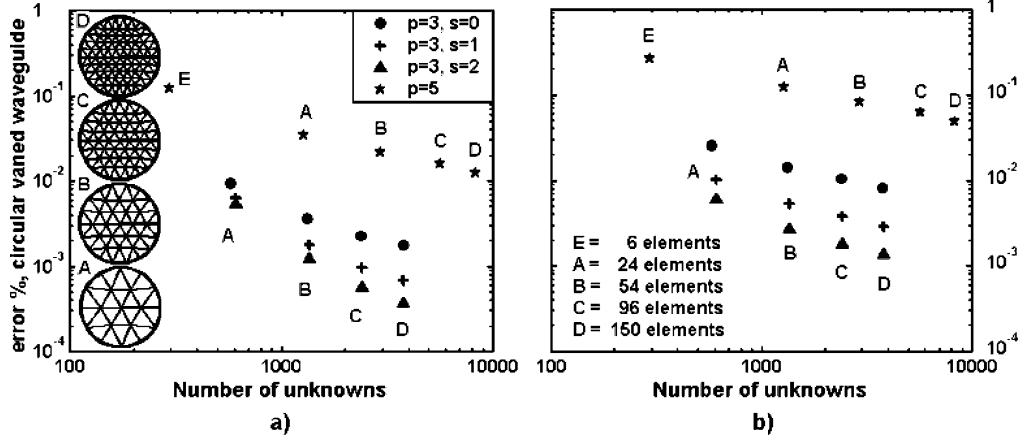 error %, circular vaned waveguide
1
10-1
10-2
10-3
10-4
100
1000
10000
Number of unknowns
a)
D
C
B
A
p=3, s=0
p=3, s=1
p=3, s=2
p=5
E
A
B
C
D
A
B
C
D
1
10-1
10-2
10-3
10-4
100
1000
10000
Number of unknowns
b)
E
A
B
C
D
A
B
C
D
E = 6 elements
A = 24 elements
B = 54 elements
C = 96 elements
D = 150 elements